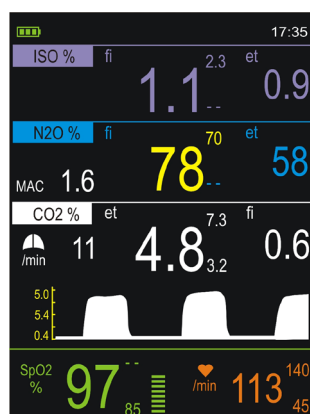 17:35
ISO % fi 1.1 2.3 -- et 0.9
N2O % fi 78 70 -- et 58
MAC 1.6
CO2 % et 4.8 7.3 3.2 fi 0.6
/min 11
5.0
5.4
0.4
SpO2 % 97 -- 85 /min 113 140 45